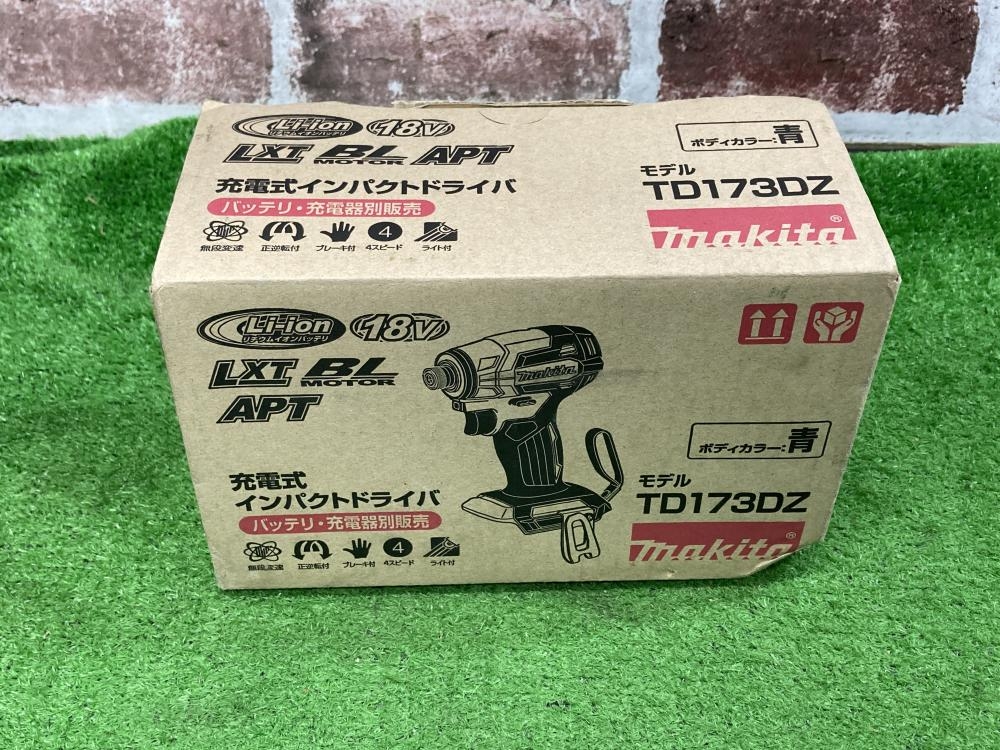 Li-ion
リチウムイオンバッテリ
18V
LXT BL MOTOR APT
充電式インパクトドライバ
バッテリ・充電器別販売
無段変速 正逆転付 ブレーキ付 4 4スピード ライト付
ボディカラー:青
モデル
TD173DZ
makita®
Li-ion
リチウムイオンバッテリ
18V
LXT BL MOTOR
APT
makita
充電式
インパクトドライバ
バッテリ・充電器別販売
無段変速 正逆転付 ブレーキ付 4 4スピード ライト付
ボディカラー:青
モデル
TD173DZ
makita®